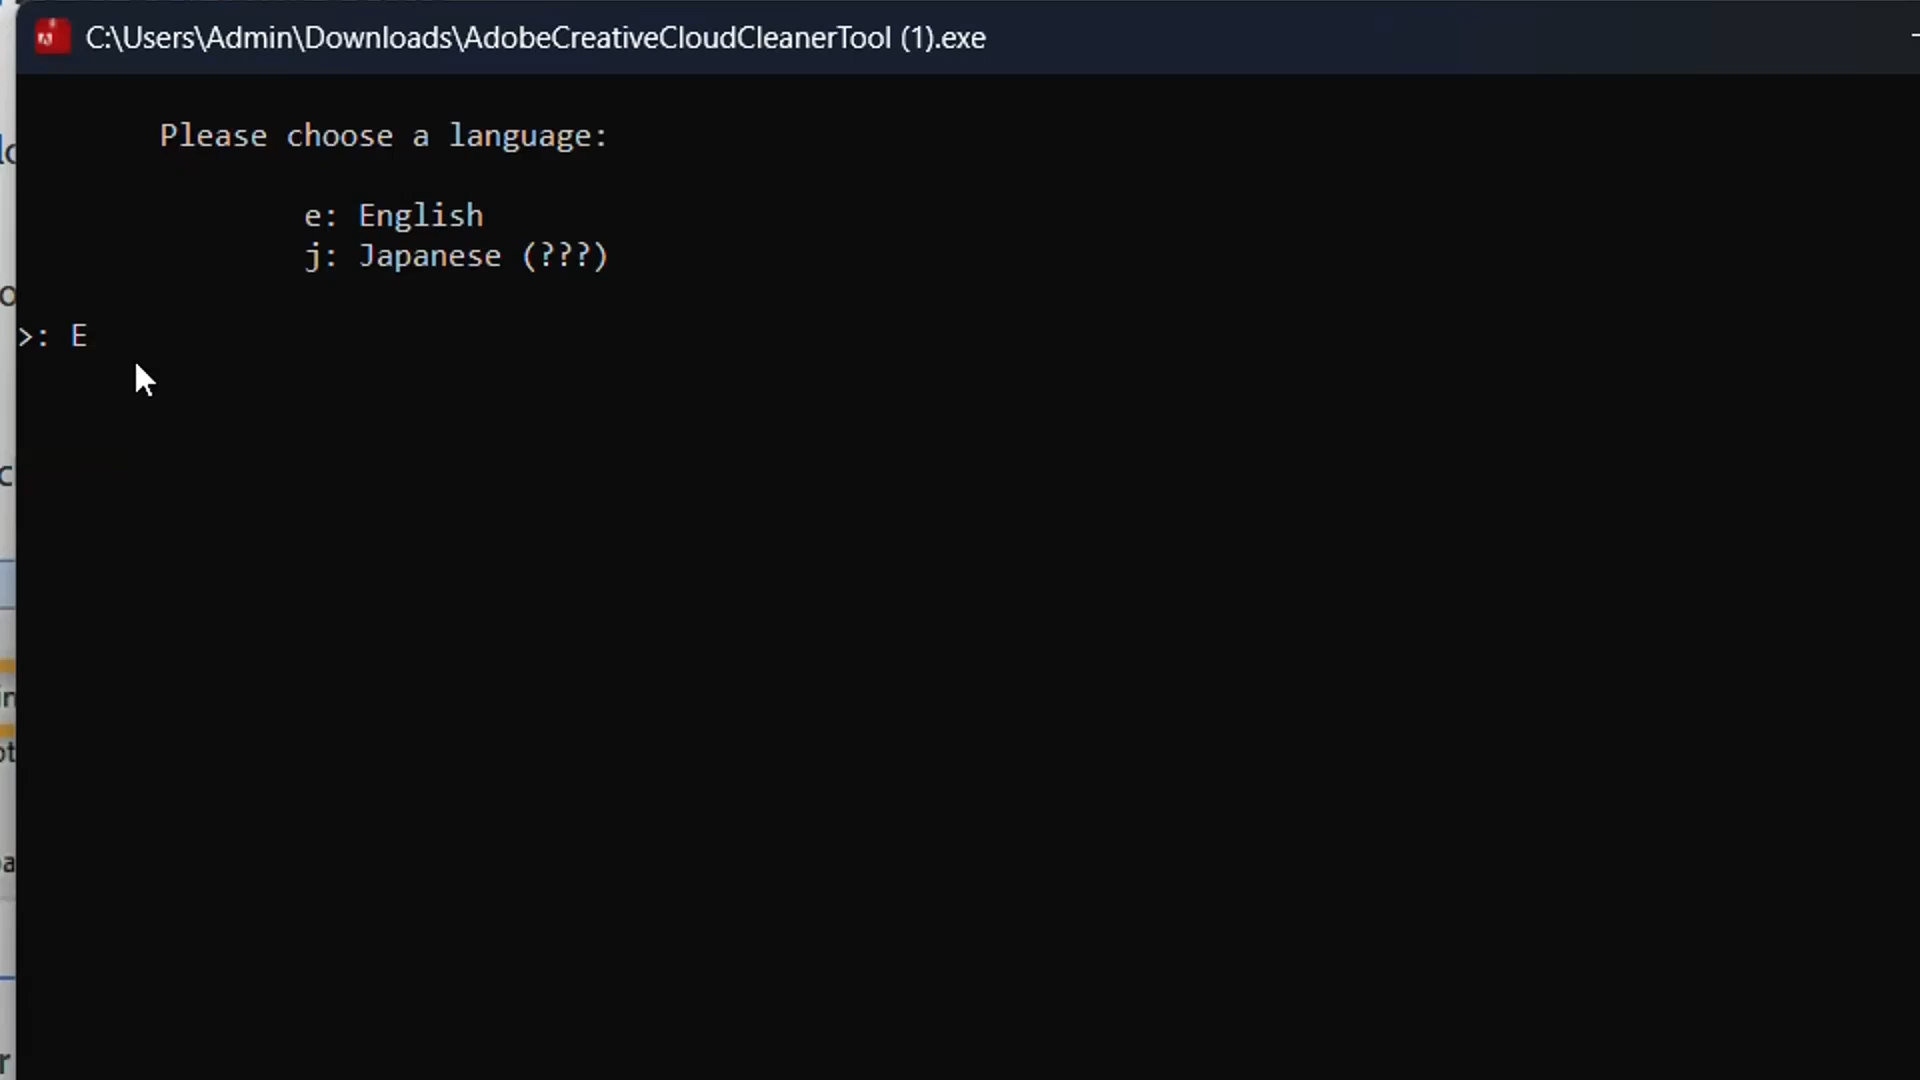 C:\Users\Admin\Downloads\AdobeCreativeCloudCleanerTool (1).exe
Please choose a language:
e: English
j: Japanese (???)
>: E